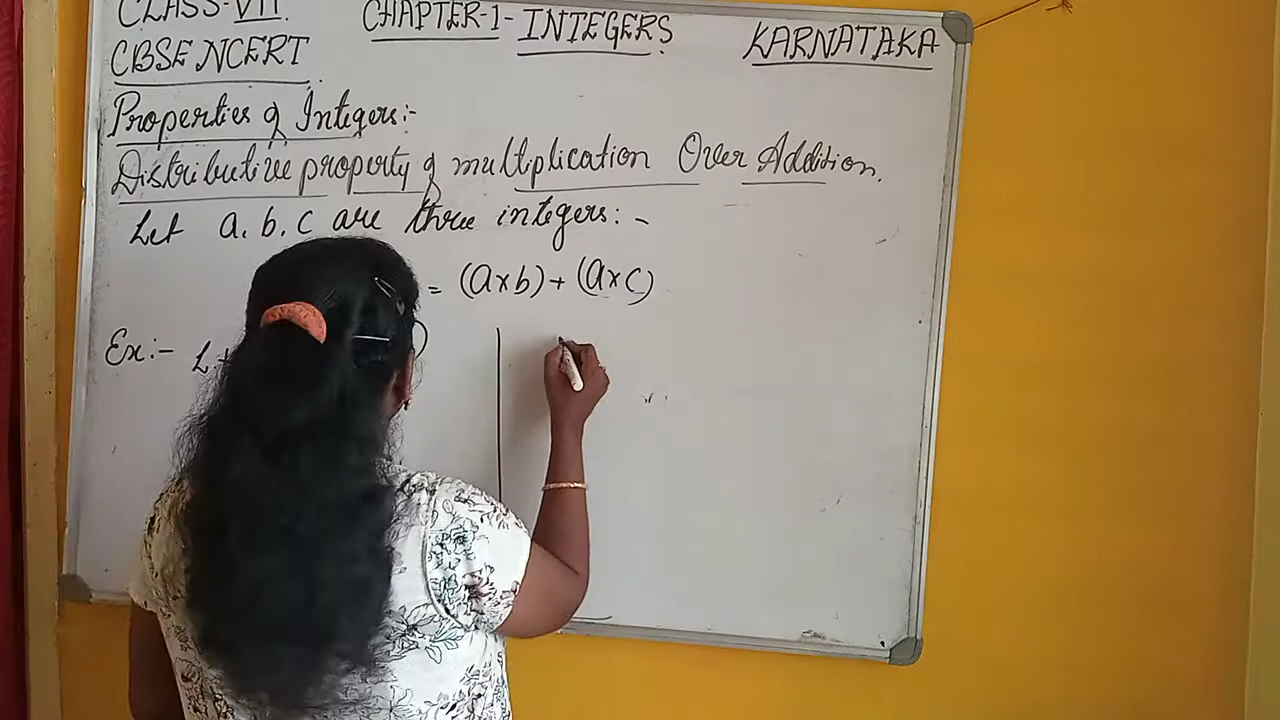 CLASS-VII. CHAPTER-1- INTEGERS. KARNATAKA
CBSE NCERT
Properties of Integers:-
Distributive property of multiplication Over Addition.
Let a, b, c are three integers:-
= (a×b) + (a×c)
Ex:-